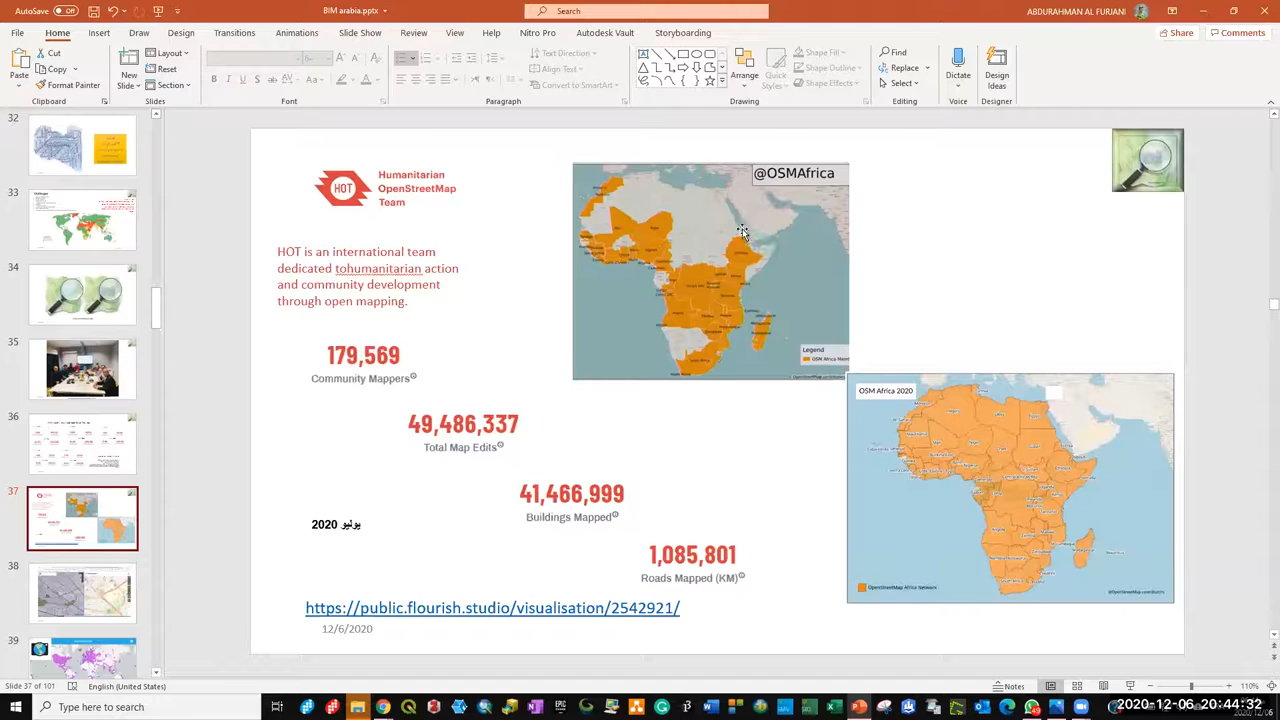 AutoSave
Off
BIM arabia.pptx
Search
ABDURAHMAN AL FURJANI
File
Home
Insert
Draw
Design
Transitions
Animations
Slide Show
Review
View
Help
Nitro Pro
Autodesk Vault
Storyboarding
Share
Comments
Paste
Cut
Copy
Format Painter
Clipboard
New Slide
Layout
Reset
Section
Slides
Font
Text Direction
Align Text
Convert to SmartArt
Paragraph
Arrange
Quick Styles
Shape Fill
Shape Outline
Shape Effects
Drawing
Find
Replace
Select
Editing
Dictate
Voice
Design Ideas
Designer
32
33
34
36
37
39
HOT
Humanitarian
OpenStreetMap
Team
HOT is an international team
dedicated tohumanitarian action
and community development
through open mapping.
179,569
Community Mappers
49,486,337
Total Map Edits
41,466,999
Buildings Mapped
يوليو 2020
1,085,801
Roads Mapped (KM)
https://public.flourish.studio/visualisation/2542921/
12/6/2020
@OSMAfrica
Legend
OSM Africa 2020
OpenStreetMap Africa Network
@OpenStreetMap contributors
Slide 37 of 101
English (United States)
Notes
110%
Type here to search
2020-12-06 20:44:32